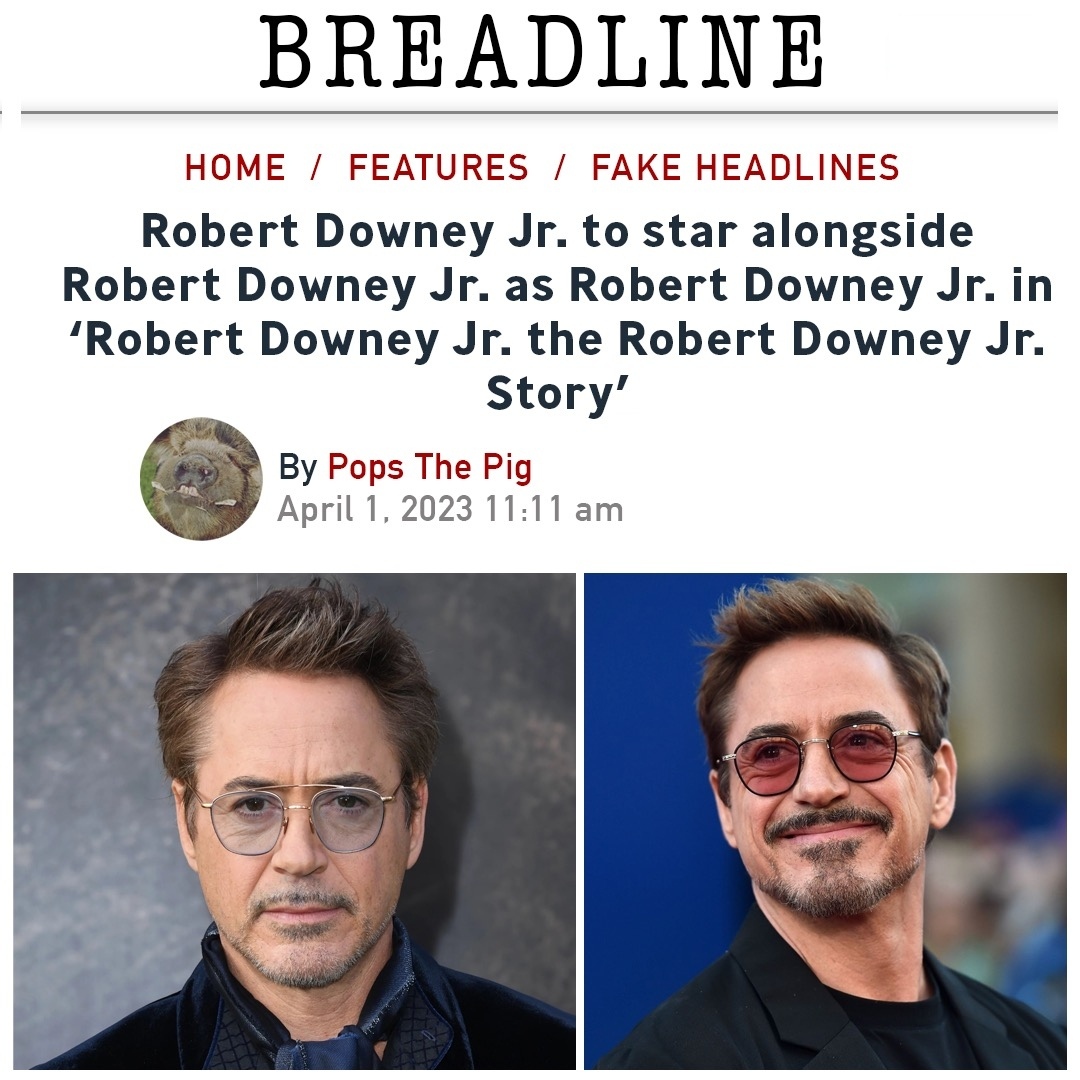 BREADLINE
HOME / FEATURES / FAKE HEADLINES
Robert Downey Jr. to star alongside
Robert Downey Jr. as Robert Downey Jr. in
‘Robert Downey Jr. the Robert Downey Jr.
Story’
By Pops The Pig
April 1, 2023 11:11 am